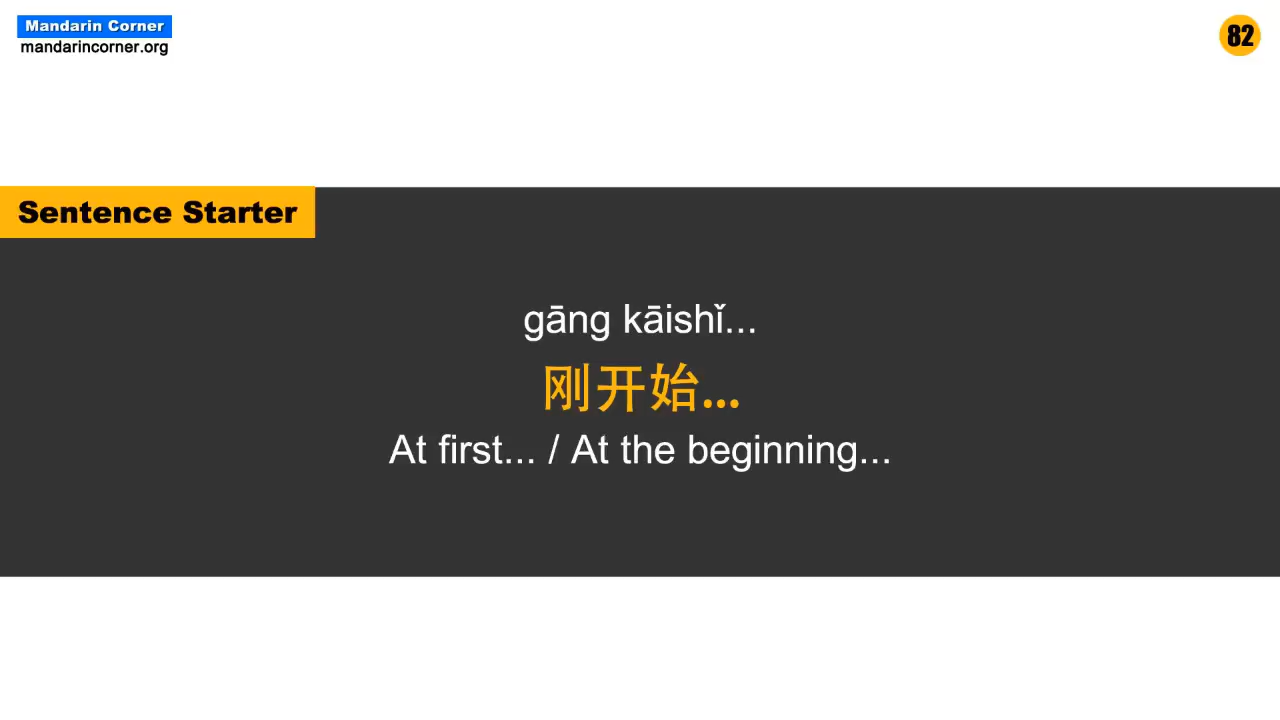 Mandarin Corner
mandarincorner.org
82
Sentence Starter
gāng kāishǐ...
刚开始...
At first... / At the beginning...